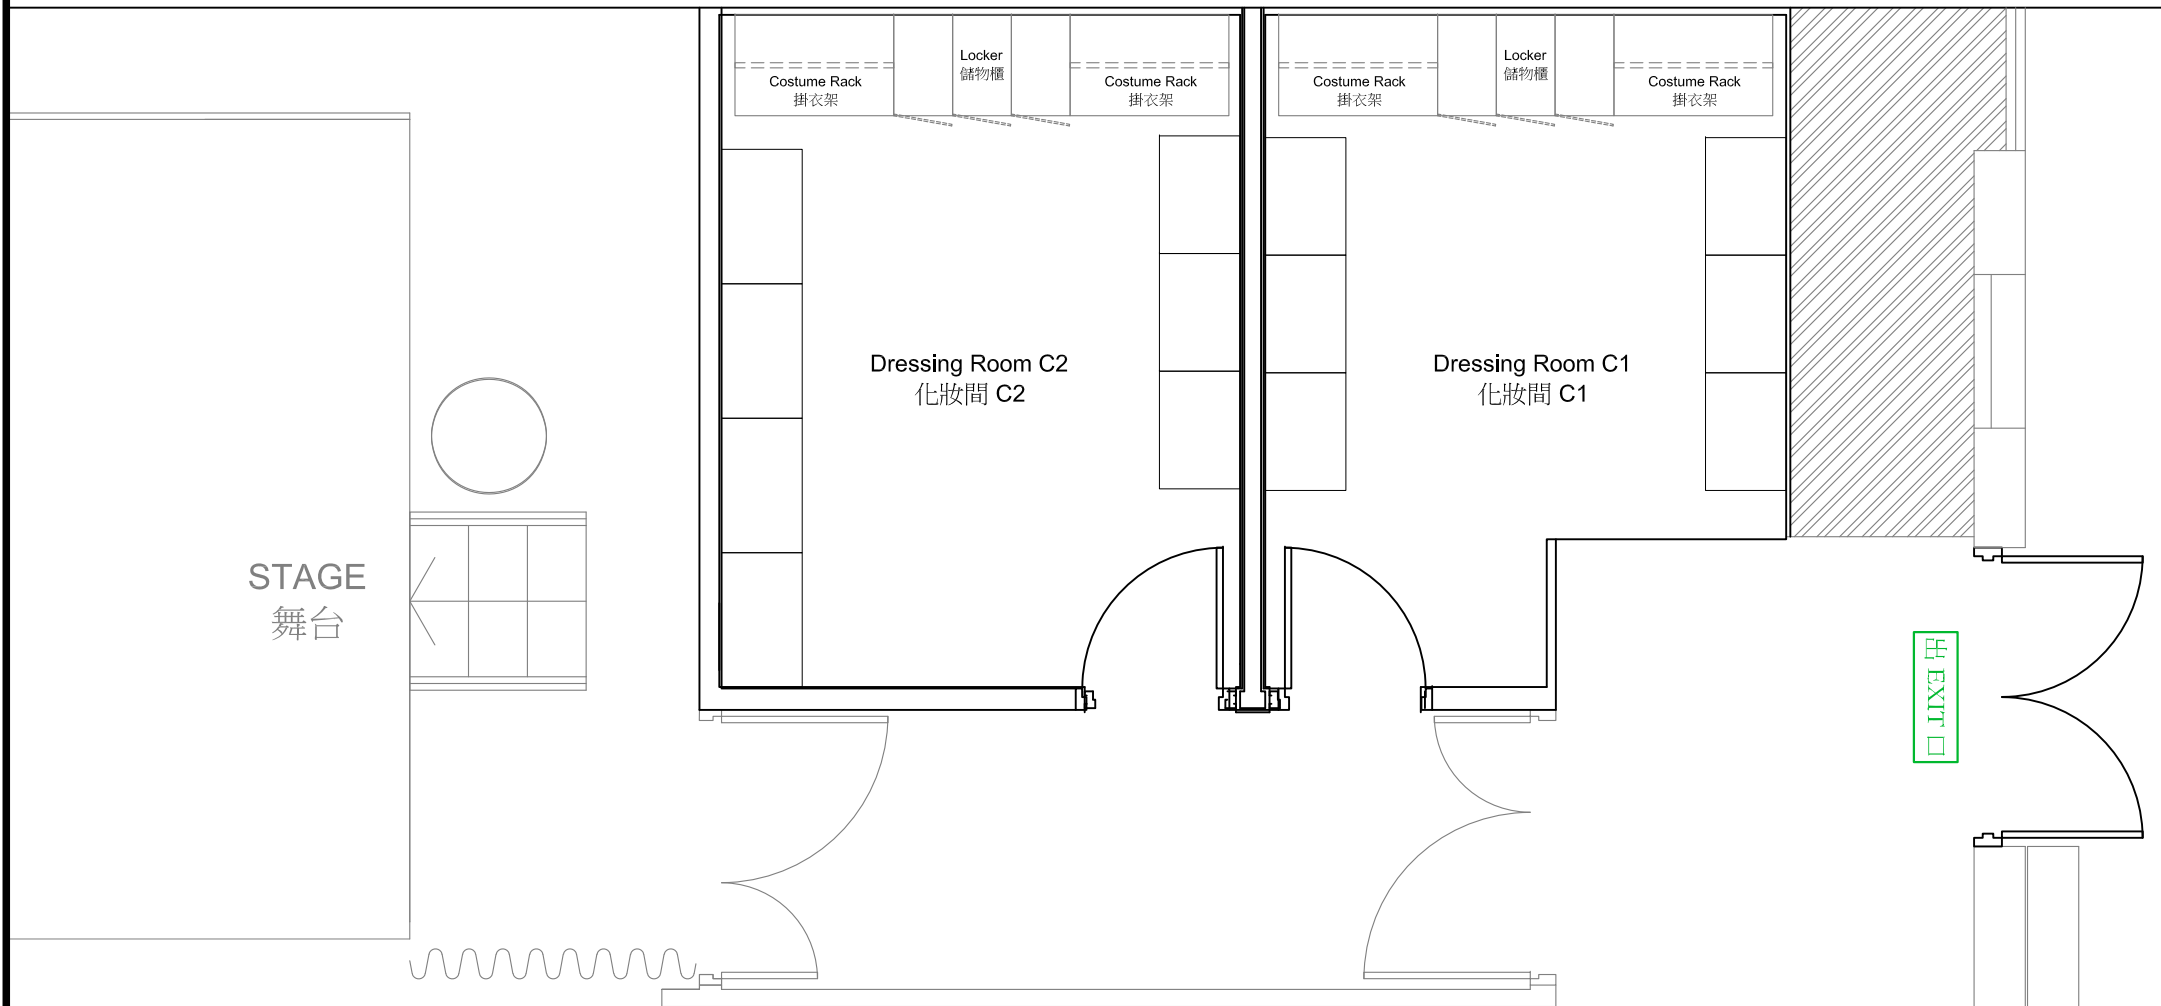 Locker
儲物櫃
Costume Rack
掛衣架
Costume Rack
掛衣架
Locker
儲物櫃
Costume Rack
掛衣架
Costume Rack
掛衣架
Dressing Room C2
化妝間 C2
Dressing Room C1
化妝間 C1
STAGE
舞台
出 EXIT 口